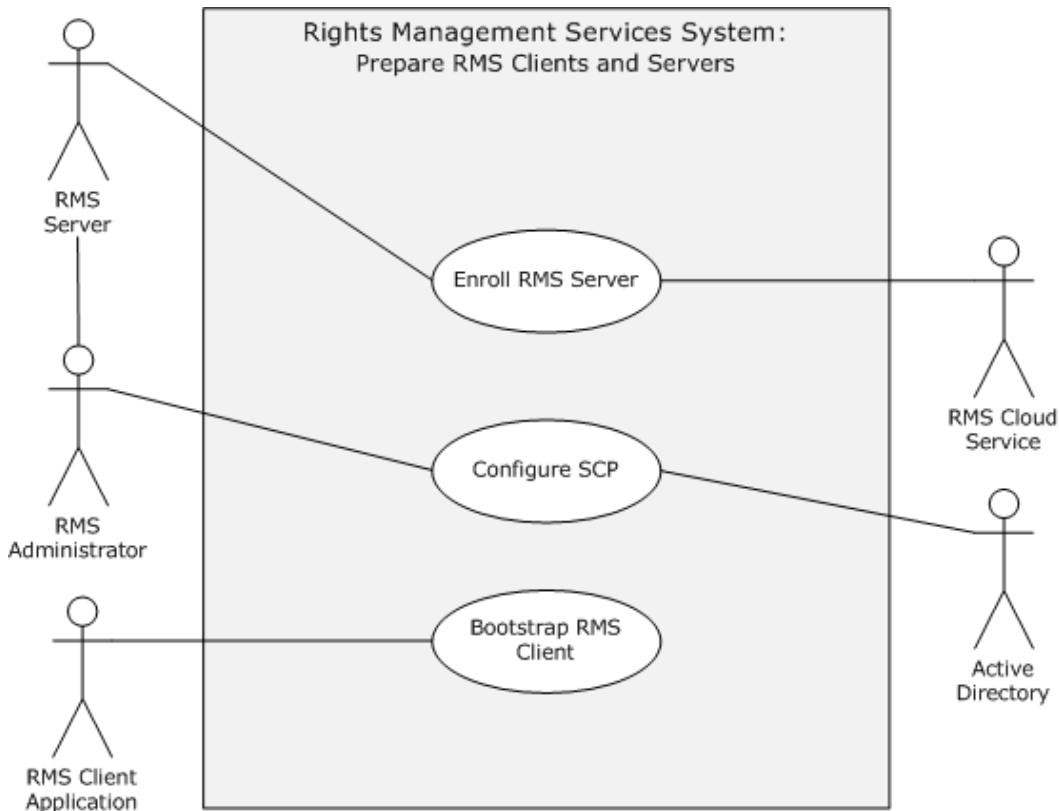 Rights Management Services System:
Prepare RMS Clients and Servers
RMS
Server
Enroll RMS Server
RMS Cloud
Service
RMS
Administrator
Configure SCP
Active
Directory
Bootstrap RMS
Client
RMS Client
Application